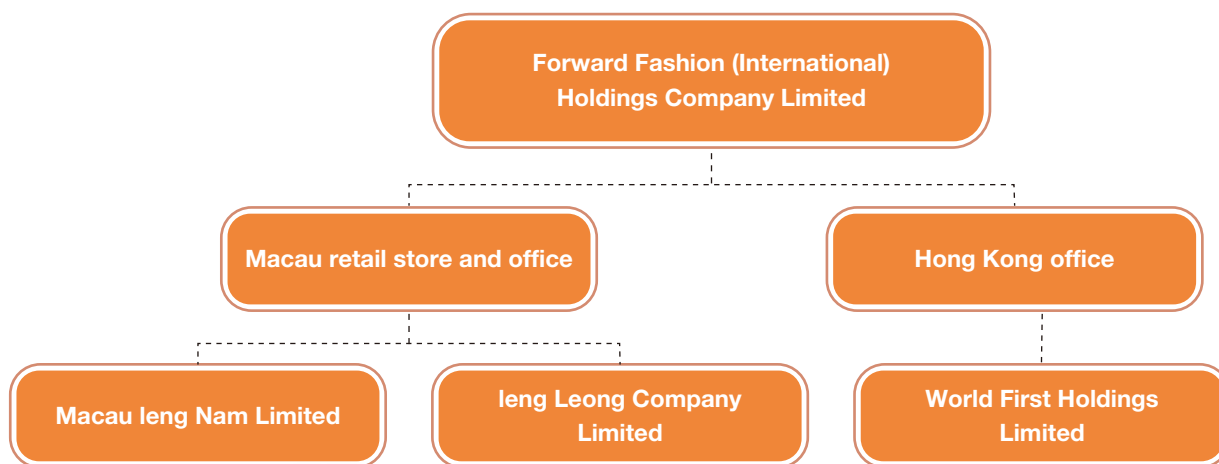 Forward Fashion (International)
Holdings Company Limited
Macau retail store and office
Hong Kong office
Macau Ieng Nam Limited
Ieng Leong Company
Limited
World First Holdings
Limited